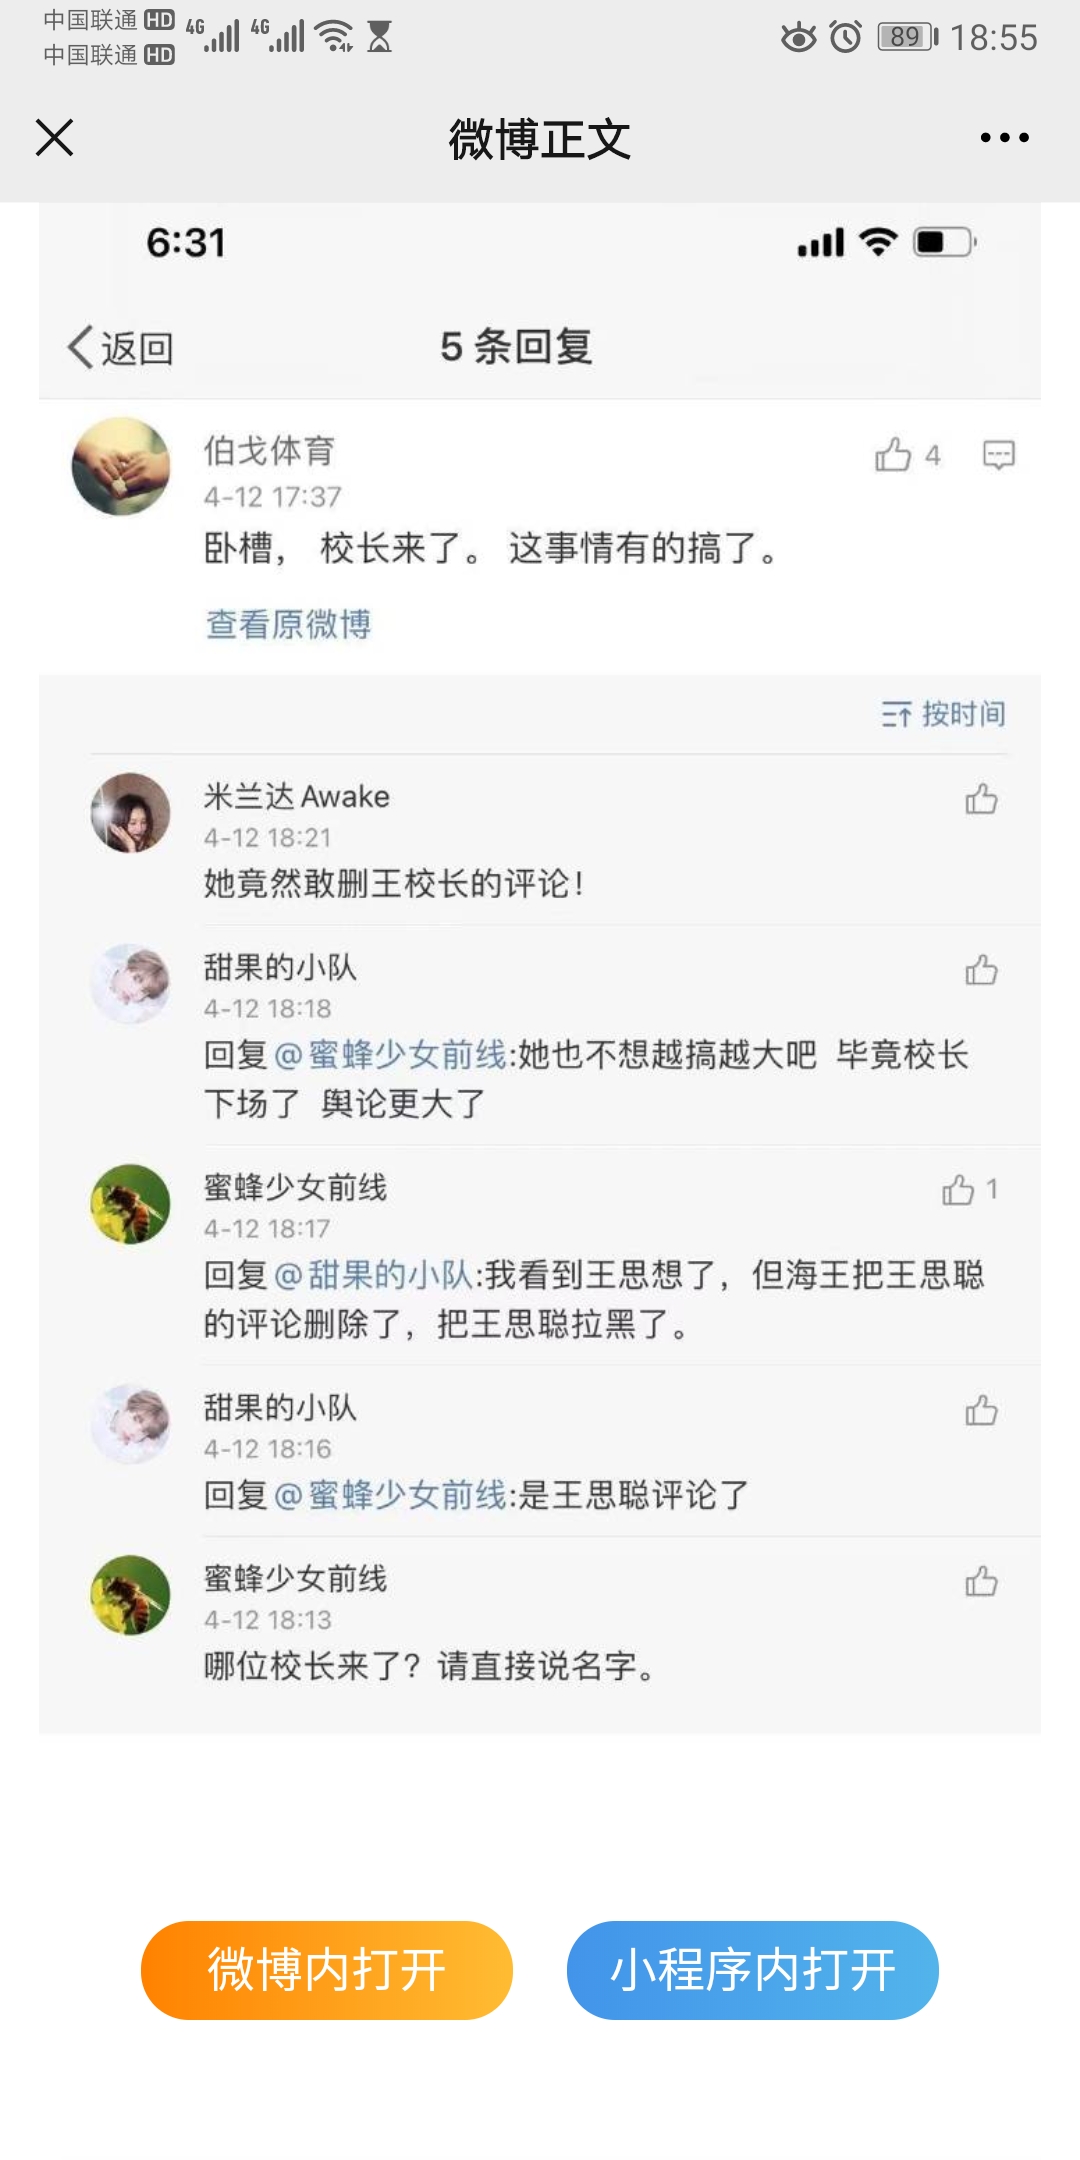 中国联通 HD 4G 4G 89 18:55
中国联通 HD
微博正文
6:31
返回 5 条回复
伯戈体育 4
4-12 17:37
卧槽， 校长来了。 这事情有的搞了。
查看原微博
按时间
米兰达Awake
4-12 18:21
她竟然敢删王校长的评论！
甜果的小队
4-12 18:18
回复@蜜蜂少女前线:她也不想越搞越大吧 毕竟校长
下场了 舆论更大了
蜜蜂少女前线 1
4-12 18:17
回复@甜果的小队:我看到王思想了，但海王把王思聪
的评论删除了，把王思聪拉黑了。
甜果的小队
4-12 18:16
回复@蜜蜂少女前线:是王思聪评论了
蜜蜂少女前线
4-12 18:13
哪位校长来了？请直接说名字。
微博内打开 小程序内打开